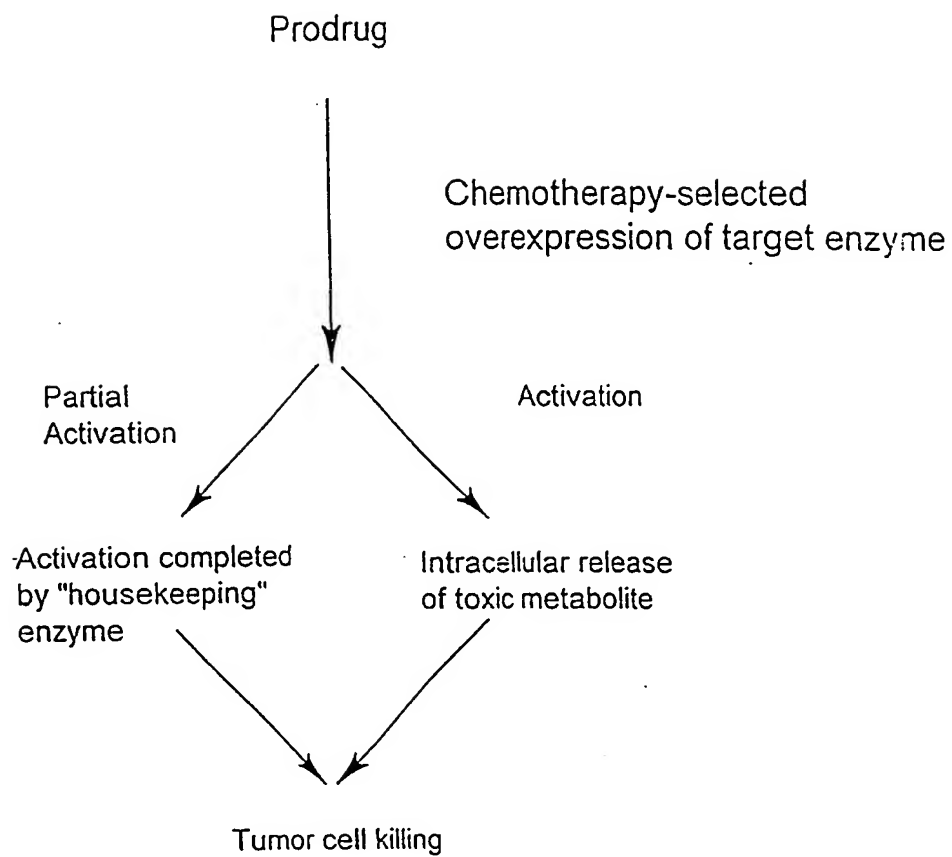 Prodrug
Chemotherapy-selected
overexpression of target enzyme
Partial
Activation
Activation
Activation completed
by "housekeeping"
enzyme
Intracellular release
of toxic metabolite
Tumor cell killing